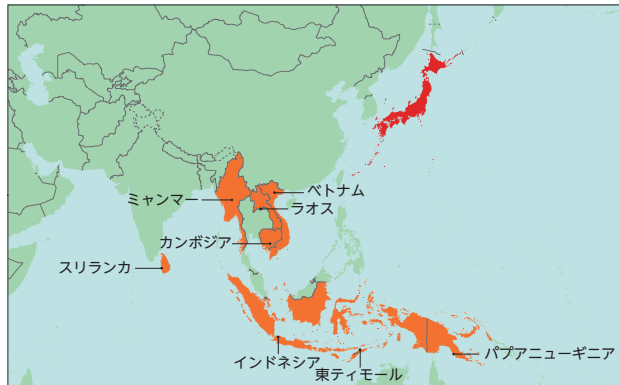 ベトナム
ミャンマー
ラオス
カンボジア
スリランカ
インドネシア
パプアニューギニア
東ティモール